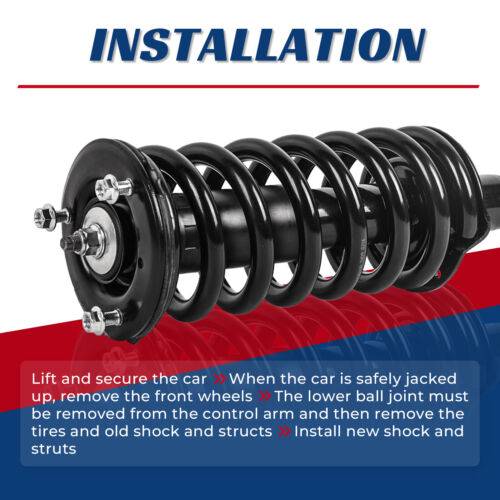 INSTALLATION
Lift and secure the car » When the car is safely jacked
up, remove the front wheels » The lower ball joint must
be removed from the control arm and then remove the
tires and old shock and structs » Install new shock and
struts